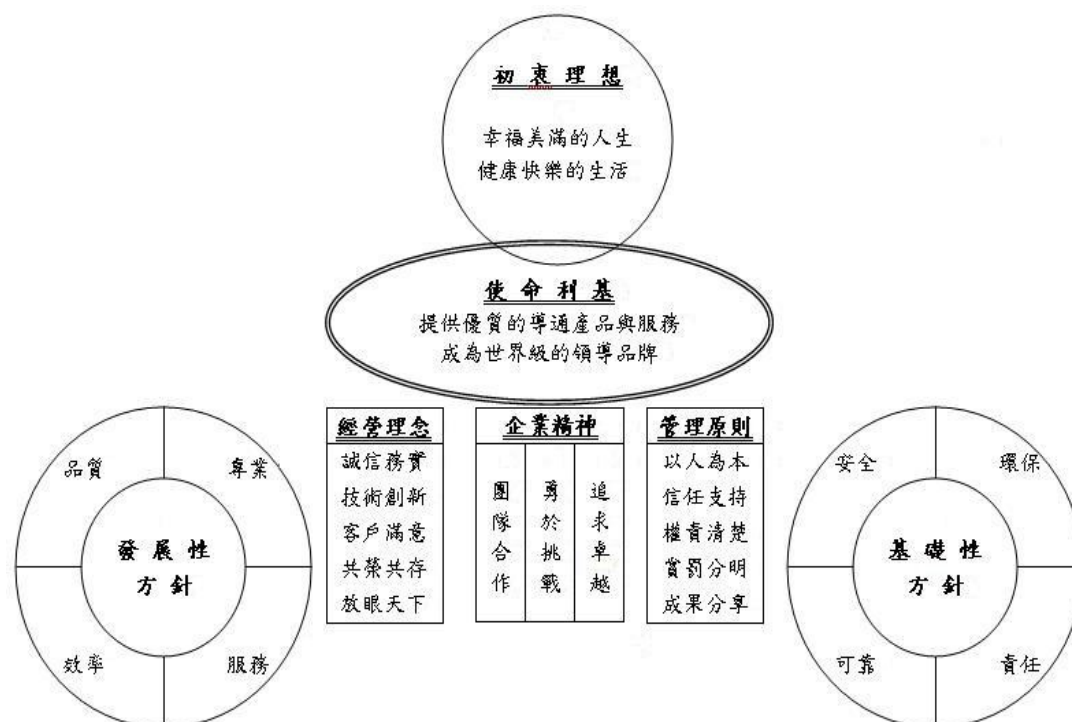 初衷理想
幸福美滿的人生
健康快樂的生活
使命利基
提供優質的導通產品與服務
成為世界級的領導品牌
經營理念
誠信務實
技術創新
客戶滿意
共榮共存
放眼天下
企業精神
團隊合作
勇於挑戰
追求卓越
管理原則
以人為本
信任支持
權責清楚
賞罰分明
成果分享
品質
專業
發展性
方針
效率
服務
安全
環保
基礎性
方針
可靠
責任